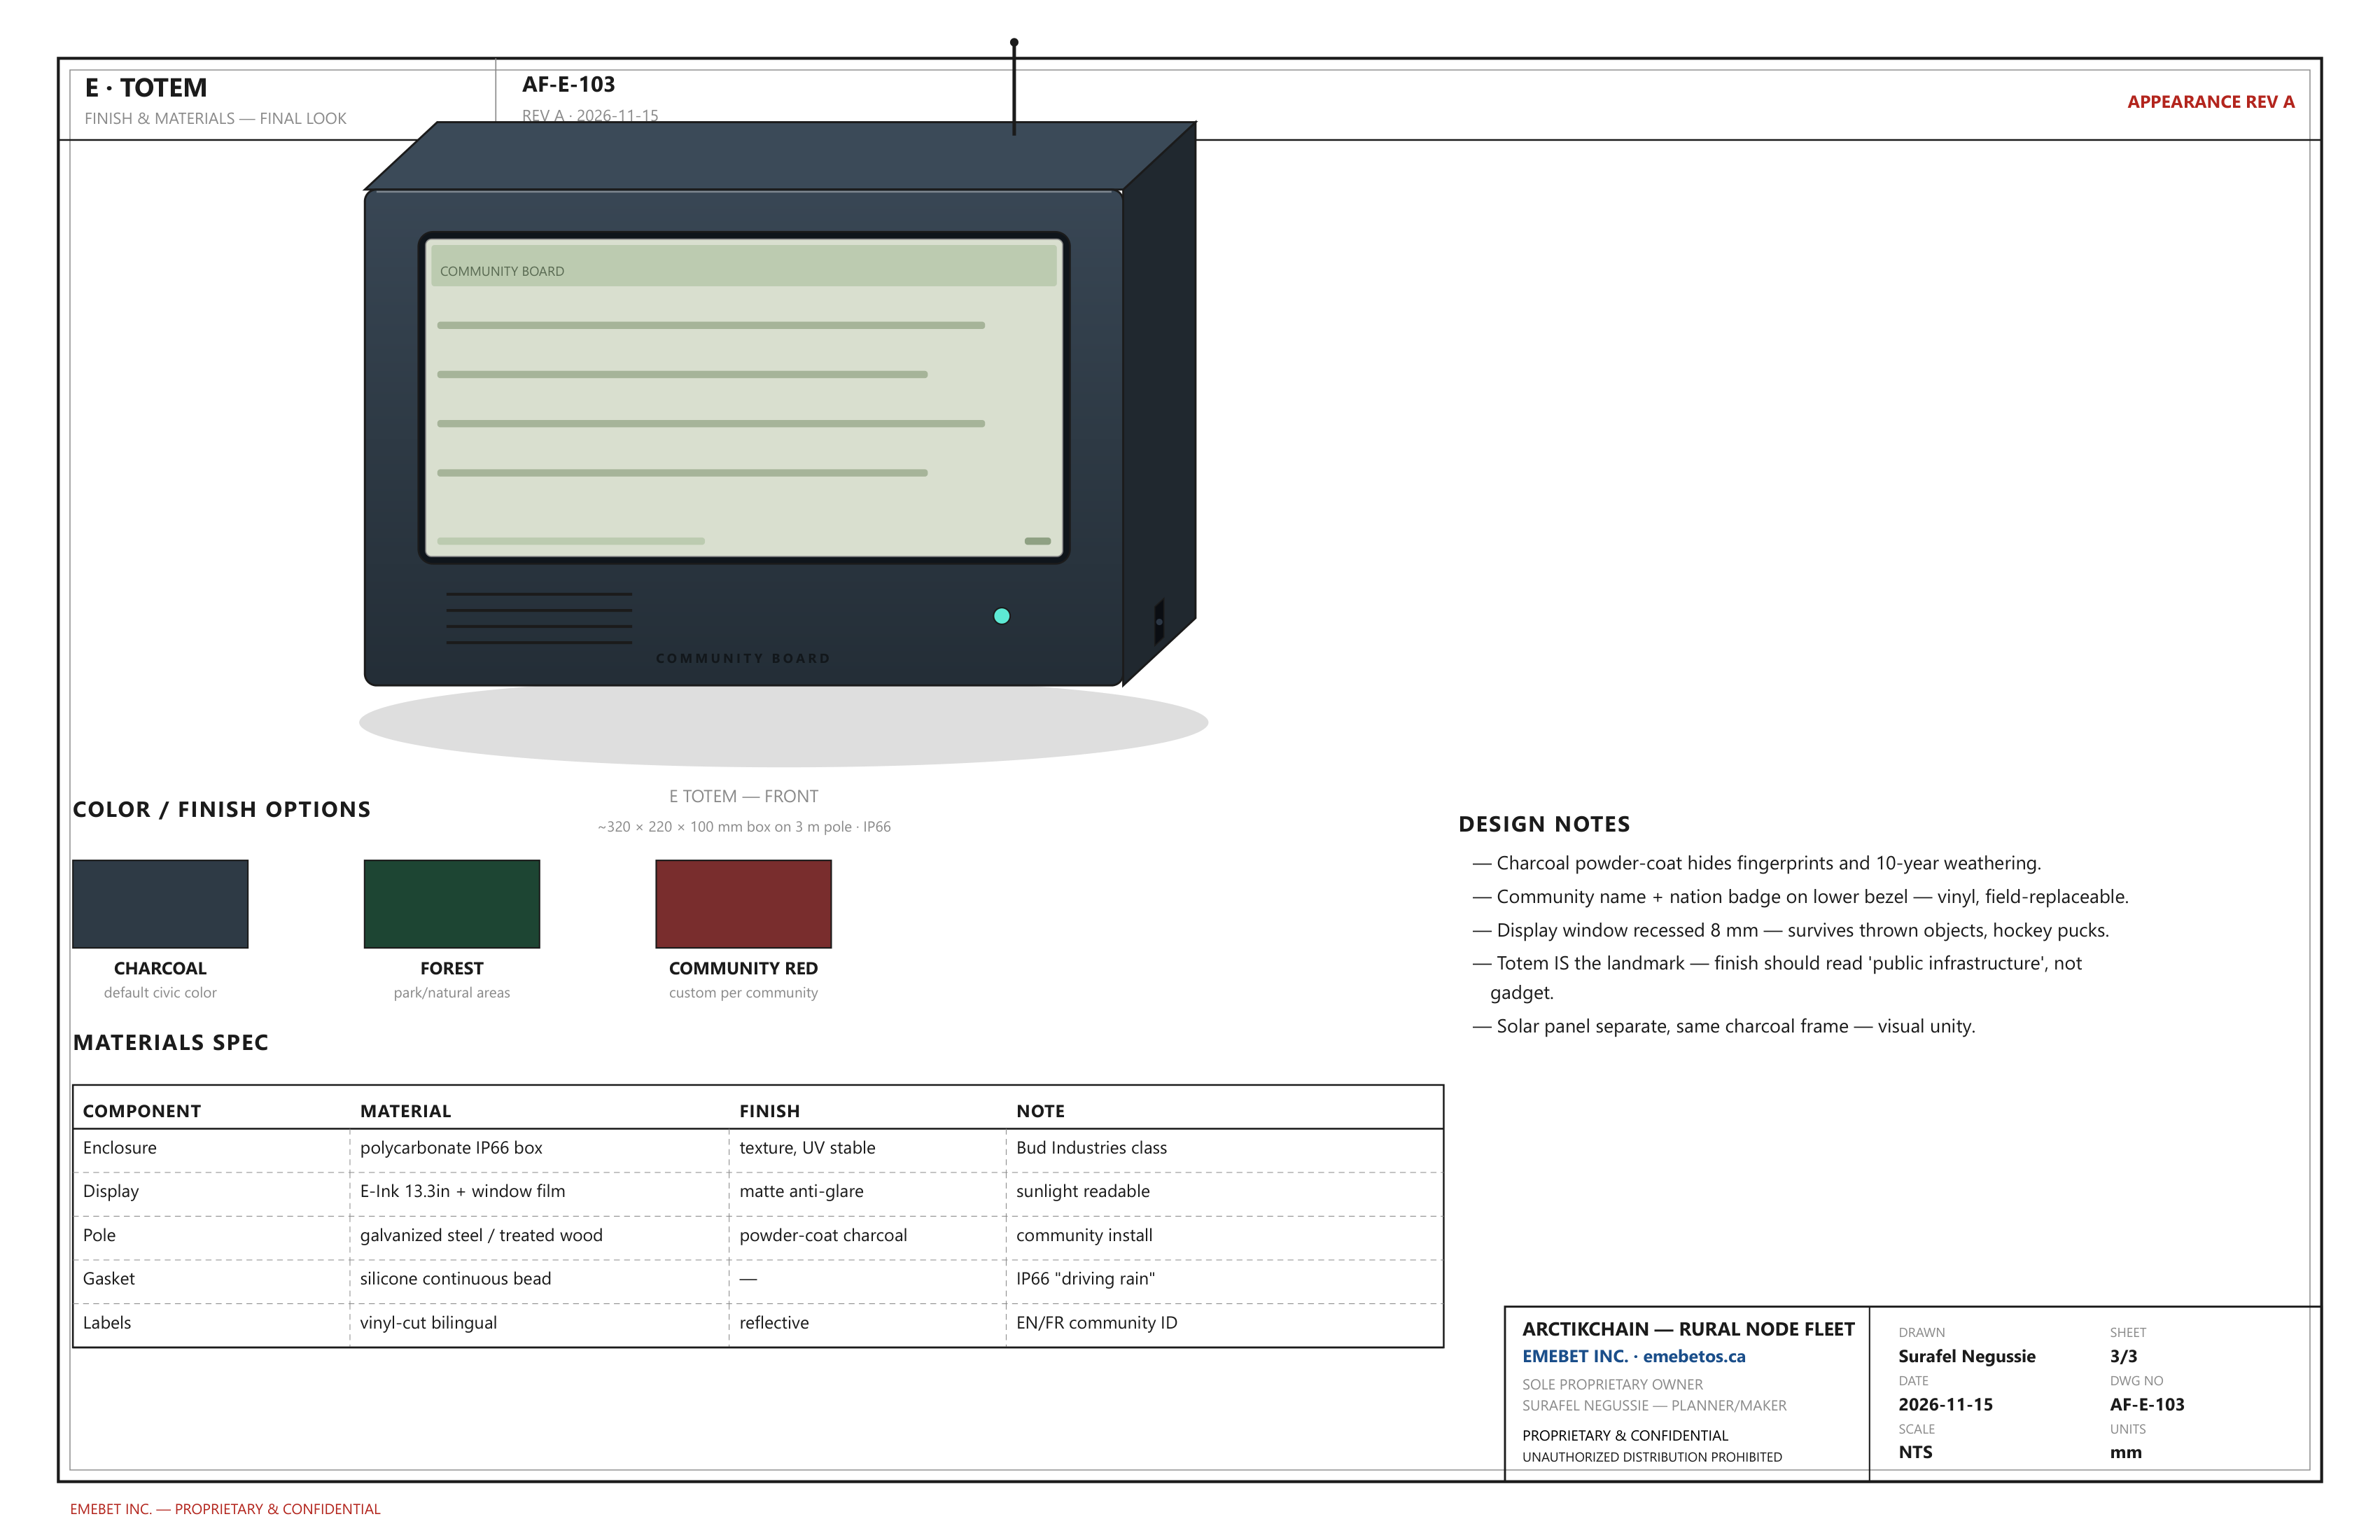 E · TOTEM
FINISH & MATERIALS — FINAL LOOK
AF-E-103
REV A · 2026-11-15
APPEARANCE REV A
COMMUNITY BOARD
COMMUNITY BOARD
E TOTEM — FRONT
~320 × 220 × 100 mm box on 3 m pole · IP66
COLOR / FINISH OPTIONS
CHARCOAL
default civic color
FOREST
park/natural areas
COMMUNITY RED
custom per community
DESIGN NOTES
— Charcoal powder-coat hides fingerprints and 10-year weathering.
— Community name + nation badge on lower bezel — vinyl, field-replaceable.
— Display window recessed 8 mm — survives thrown objects, hockey pucks.
— Totem IS the landmark — finish should read 'public infrastructure', not
gadget.
— Solar panel separate, same charcoal frame — visual unity.
MATERIALS SPEC
COMPONENT MATERIAL FINISH NOTE
Enclosure polycarbonate IP66 box texture, UV stable Bud Industries class
Display E-Ink 13.3in + window film matte anti-glare sunlight readable
Pole galvanized steel / treated wood powder-coat charcoal community install
Gasket silicone continuous bead — IP66 "driving rain"
Labels vinyl-cut bilingual reflective EN/FR community ID
ARCTIKCHAIN — RURAL NODE FLEET
EMEBET INC. · emebetos.ca
SOLE PROPRIETARY OWNER
SURAFEL NEGUSSIE — PLANNER/MAKER
PROPRIETARY & CONFIDENTIAL
UNAUTHORIZED DISTRIBUTION PROHIBITED
DRAWN SHEET
Surafel Negussie 3/3
DATE DWG NO
2026-11-15 AF-E-103
SCALE UNITS
NTS mm
EMEBET INC. — PROPRIETARY & CONFIDENTIAL